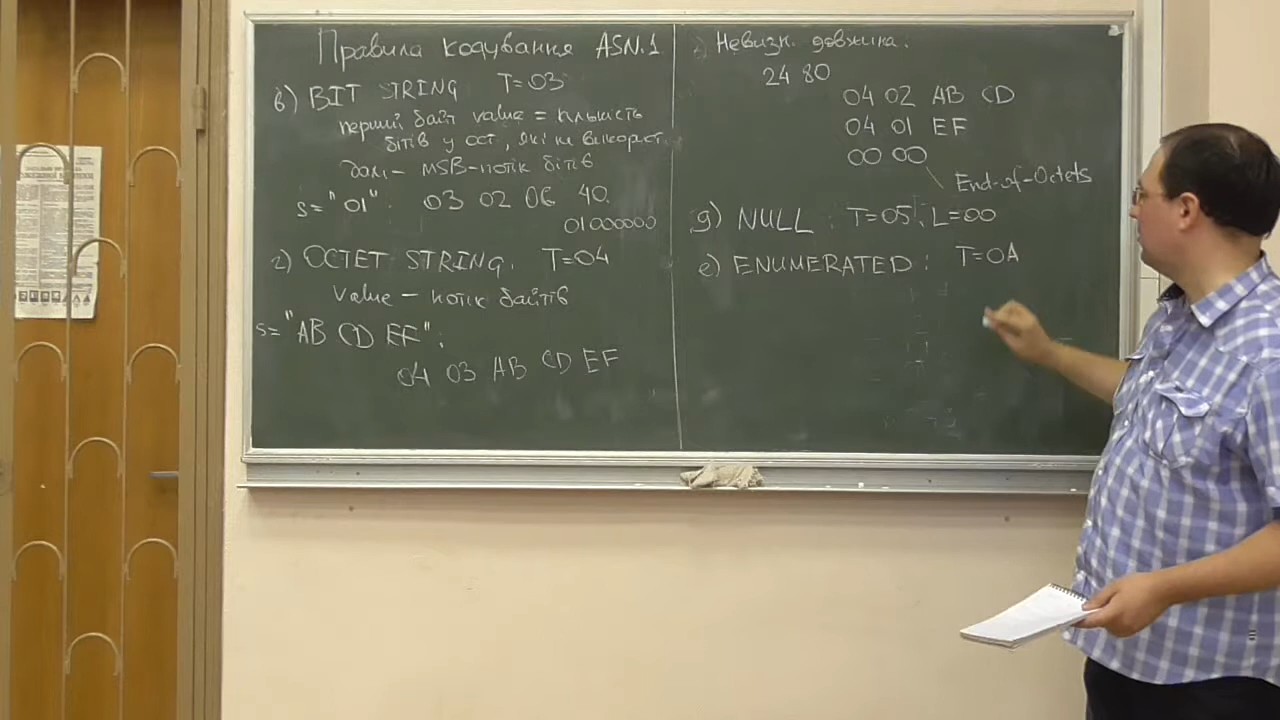 Правила кодування ASN.1
в) BIT STRING T=03
перший байт value = кількість
бітів у ост, які не використ
далі – MSB-потік бітів
s="01": 03 02 06 40.
01000000
г) OCTET STRING. T=04
Value – потік байтів
s="AB CD EF":
04 03 AB CD EF
Невизн. довжина:
24 80
04 02 AB CD
04 01 EF
00 00
End-of-Octets
g) NULL: T=05, L=00
e) ENUMERATED: T=0A